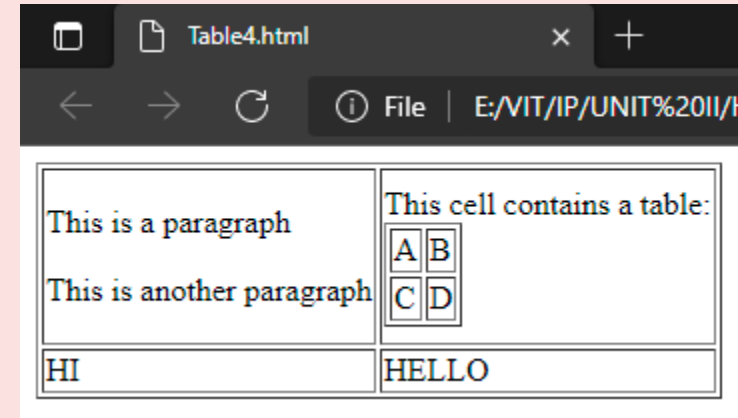 Table4.html
File
E:/VIT/IP/UNIT%20II/
This is a paragraph
This is another paragraph
This cell contains a table:
A B
C D
HI
HELLO